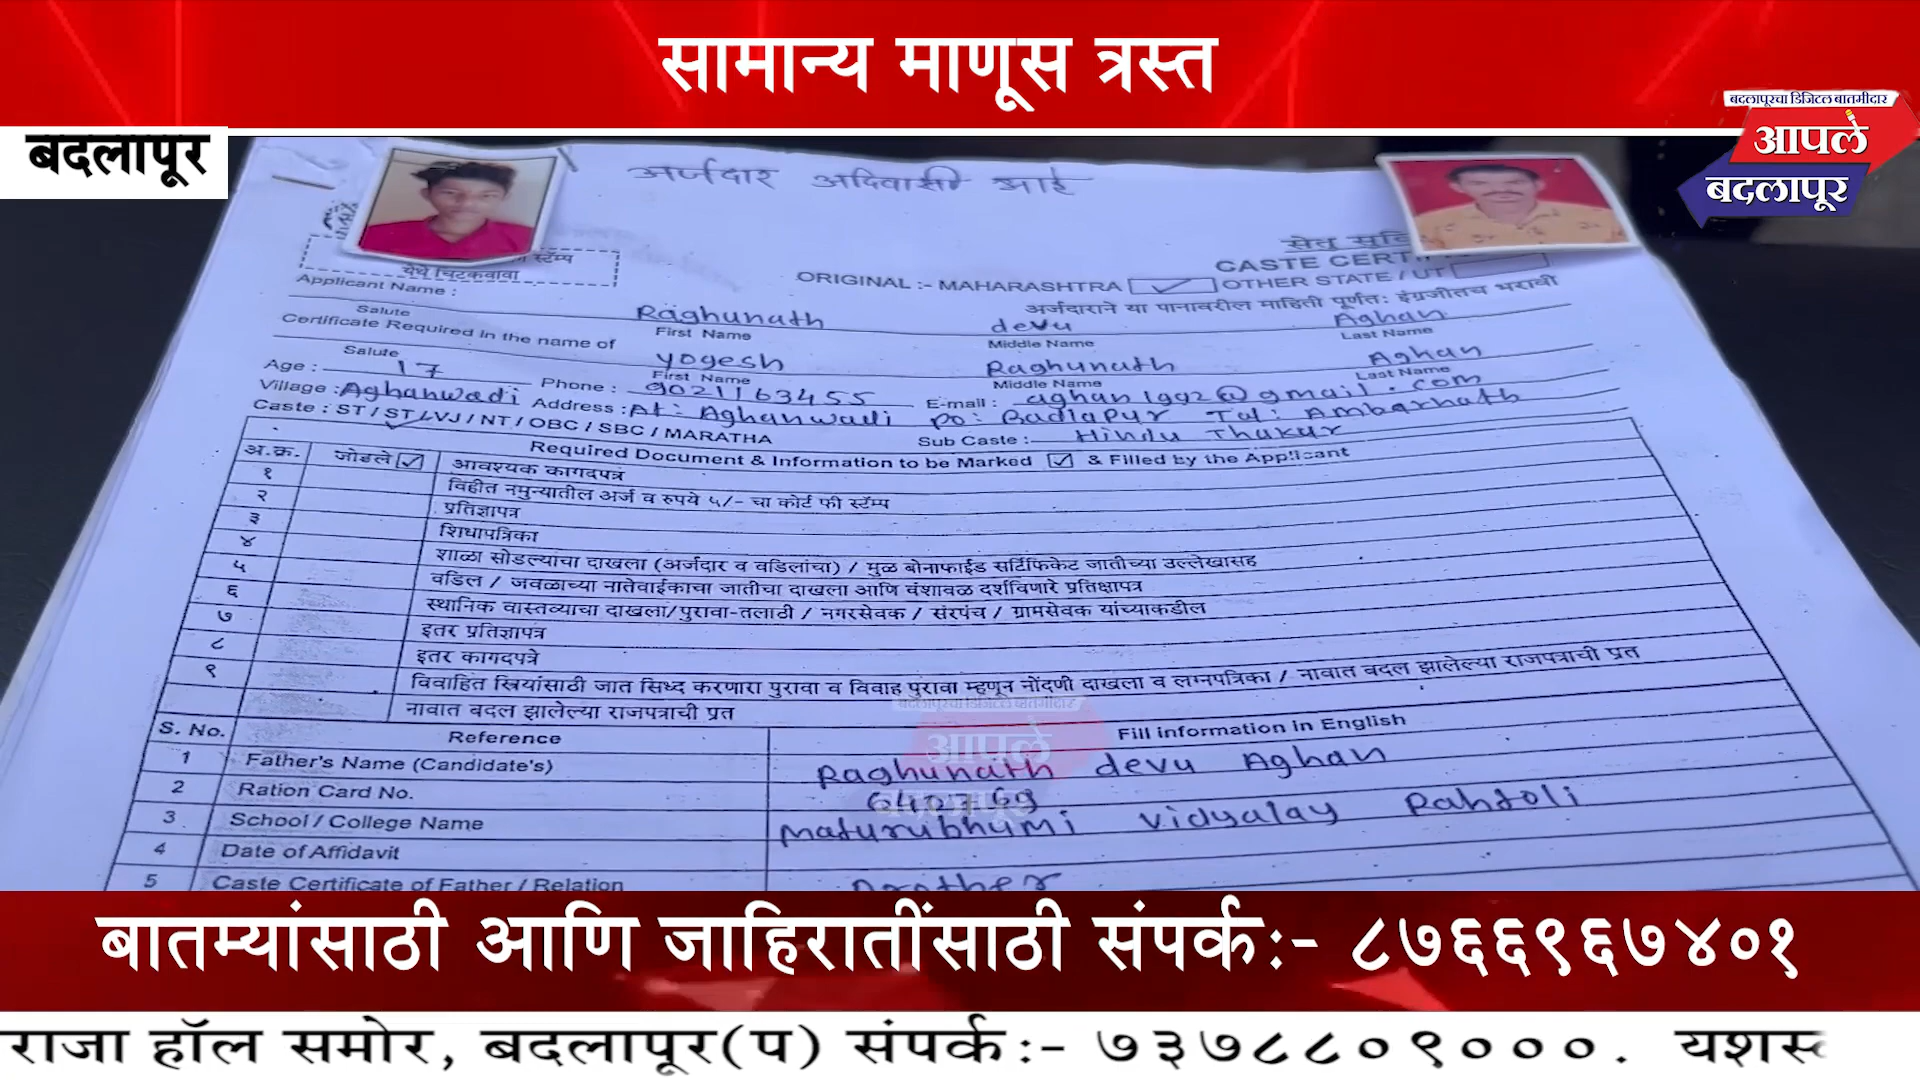 सामान्य माणूस त्रस्त
बदलापूरचा डिजिटल बातमीदार
आपले
बदलापूर
बदलापूर
अर्जदार आदिवासी आई
स्टॅम्प
येथे चिटकवावा
सेतू
CASTE
ORIGINAL :- MAHARASHTRA OTHER STATE / UT
अर्जदाराने या पानावरील माहिती पूर्णतः इंग्रजीतच भरावी
Applicant Name :
Raghunath devu Aghan
Salute First Name Middle Name Last Name
Certificate Required in the name of
Yogesh Raghunath Aghan
Salute First Name Middle Name Last Name
Age : 17 Phone : 9021163455 E-mail : aghan1992@gmail.com
Village : Aghanwadi Address : At: Aghanwadi Po: Badlapur Tal: Ambarnath
Caste : ST / ST / VJ / NT / OBC / SBC / MARATHA Sub Caste : Hindu Thakur
Required Document & Information to be Marked & Filled by the Applicant
अ.क्र. जोडले आवश्यक कागदपत्र
१ विहीत नमुन्यातील अर्ज व रुपये ५/- चा कोर्ट फी स्टॅम्प
२ प्रतिज्ञापत्र
३ शिधापत्रिका
४ शाळा सोडल्याचा दाखला (अर्जदार व वडिलांचा) / मुळ बोनाफाईड सर्टिफिकेट जातीच्या उल्लेखासह
५ वडिल / जवळाच्या नातेवाईकाचा जातीचा दाखला आणि वंशावळ दर्शविणारे प्रतिक्षापत्र
६ स्थानिक वास्तव्याचा दाखला/पुरावा-तलाठी / नगरसेवक / संरपंच / ग्रामसेवक यांच्याकडील
७ इतर प्रतिज्ञापत्र
८ इतर कागदपत्रे
९ विवाहित स्त्रियांसाठी जात सिध्द करणारा पुरावा व विवाह पुरावा म्हणून नोंदणी दाखला व लग्नपत्रिका / नावात बदल झालेल्या राजपत्राची प्रत
नावात बदल झालेल्या राजपत्राची प्रत
S. No. Reference Fill information in English
1 Father's Name (Candidate's) Raghunath devu Aghan
2 Ration Card No.
3 School / College Name Maturubhumi Vidyalay Rahtoli
4 Date of Affidavit
5 Caste Certificate of Father / Relation
बदलापूरचा डिजिटल बातमीदार
आपले
बदलापूर
बातम्यांसाठी आणि जाहिरातींसाठी संपर्क:- ८७६६९६७४०१
राजा हॉल समोर, बदलापूर(प) संपर्क:- ७३७८८०९०००.